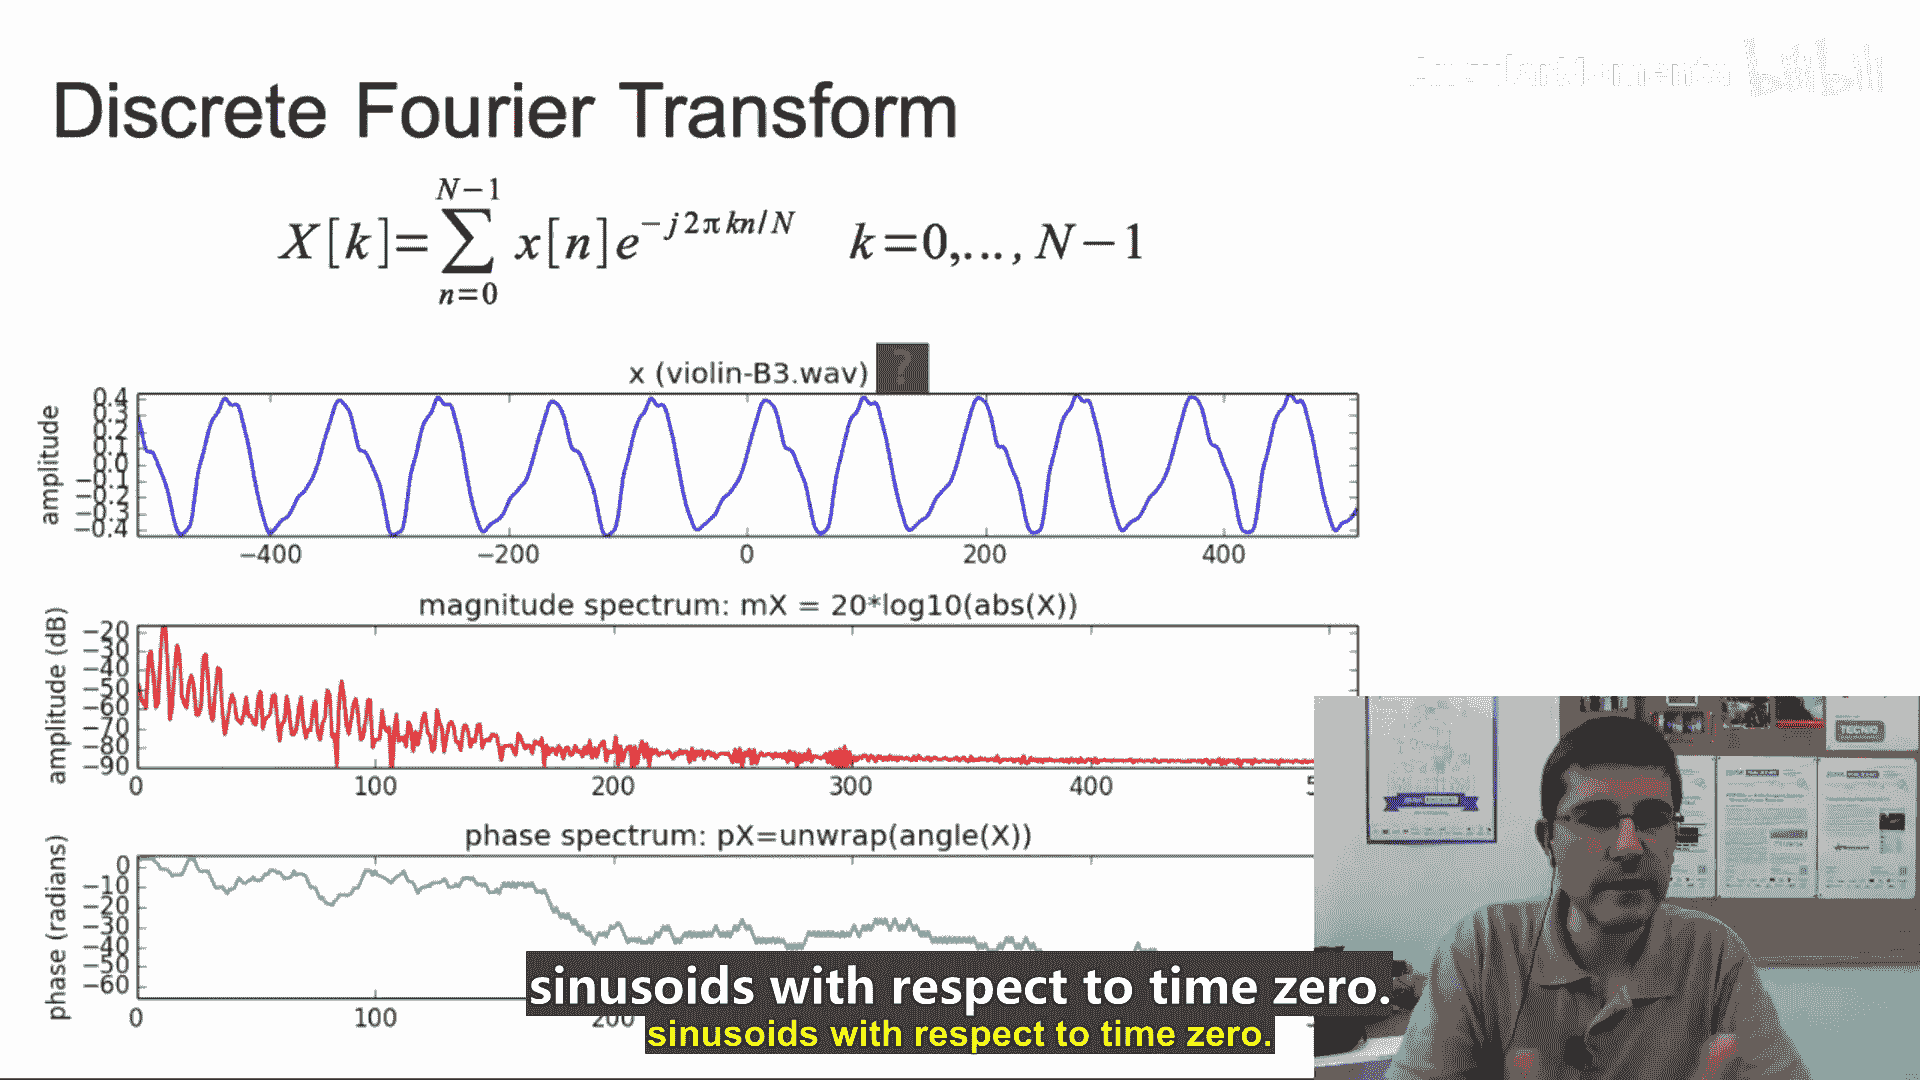 Discrete Fourier Transform
X[k]=∑ x[n]e^{-j2πkn/N} k=0,..., N−1
N−1
n=0
x (violin-B3.wav)
?
amplitude
0.4
0.3
0.2
0.1
0.0
−0.1
−0.2
−0.3
−0.4
−400 −200 0 200 400
magnitude spectrum: mX = 20*log10(abs(X))
amplitude (dB)
−20
−30
−40
−50
−60
−70
−80
−90
0 100 200 300 400
phase spectrum: pX=unwrap(angle(X))
phase (radians)
0
−10
−20
−30
−40
−50
−60
0 100 200
sinusoids with respect to time zero.
sinusoids with respect to time zero.
TECNIO
bilibili